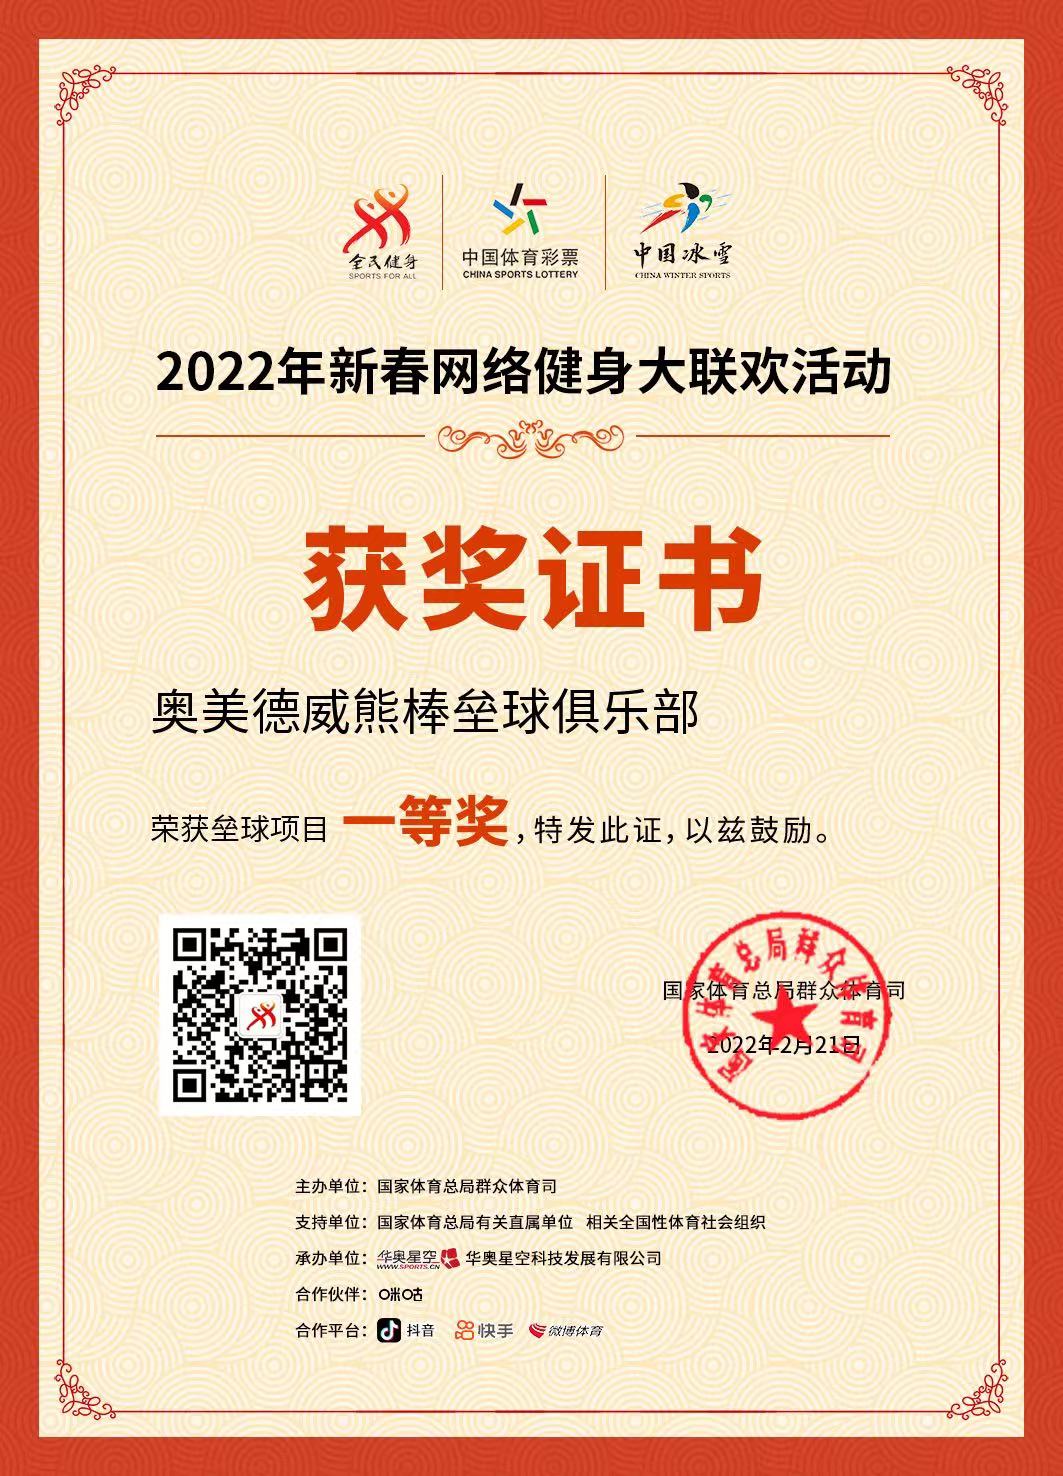 全民健身
SPORTS FOR ALL
中国体育彩票
CHINA SPORTS LOTTERY
中国冰雪
CHINA WINTER SPORTS
2022年新春网络健身大联欢活动
获奖证书
奥美德威熊棒垒球俱乐部
荣获垒球项目 一等奖，特发此证，以兹鼓励。
国家体育总局群众体育司
国家体育总局群众体育司
2022年2月21日
主办单位：国家体育总局群众体育司
支持单位：国家体育总局有关直属单位 相关全国性体育社会组织
承办单位：华奥星空 WWW.SPORTS.CN 华奥星空科技发展有限公司
合作伙伴：咪咕
合作平台：抖音 快手 微博体育